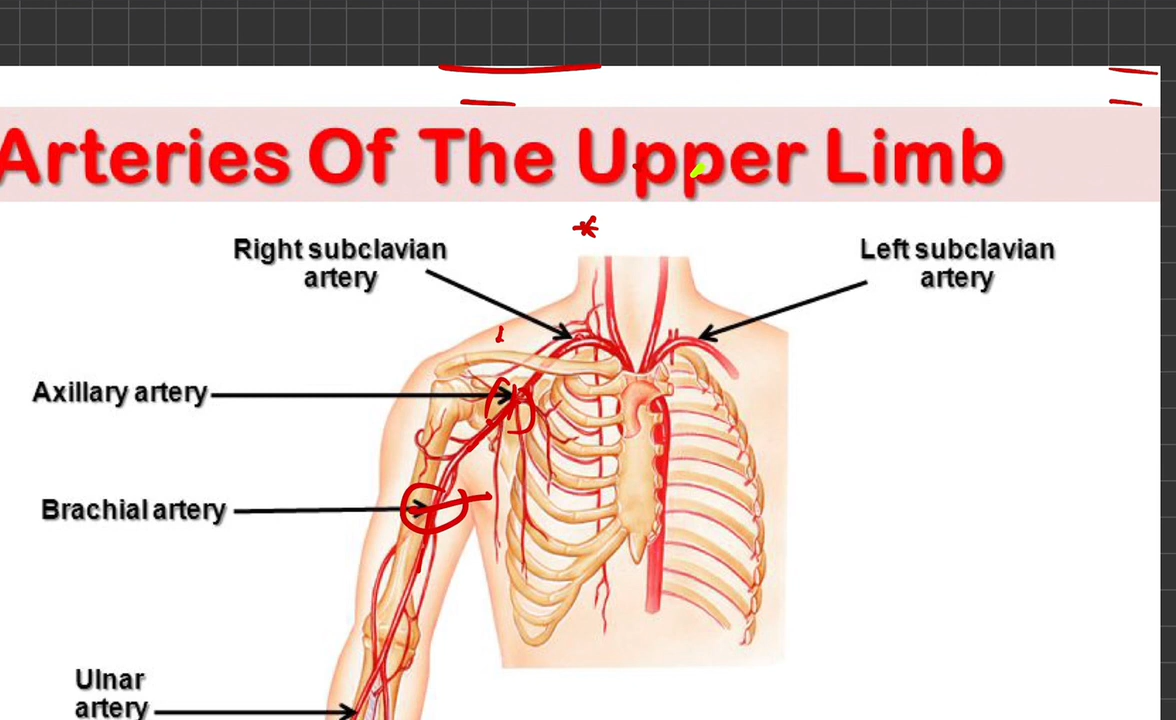 Arteries Of The Upper Limb
Right subclavian
artery
Left subclavian
artery
Axillary artery
Brachial artery
Ulnar
artery